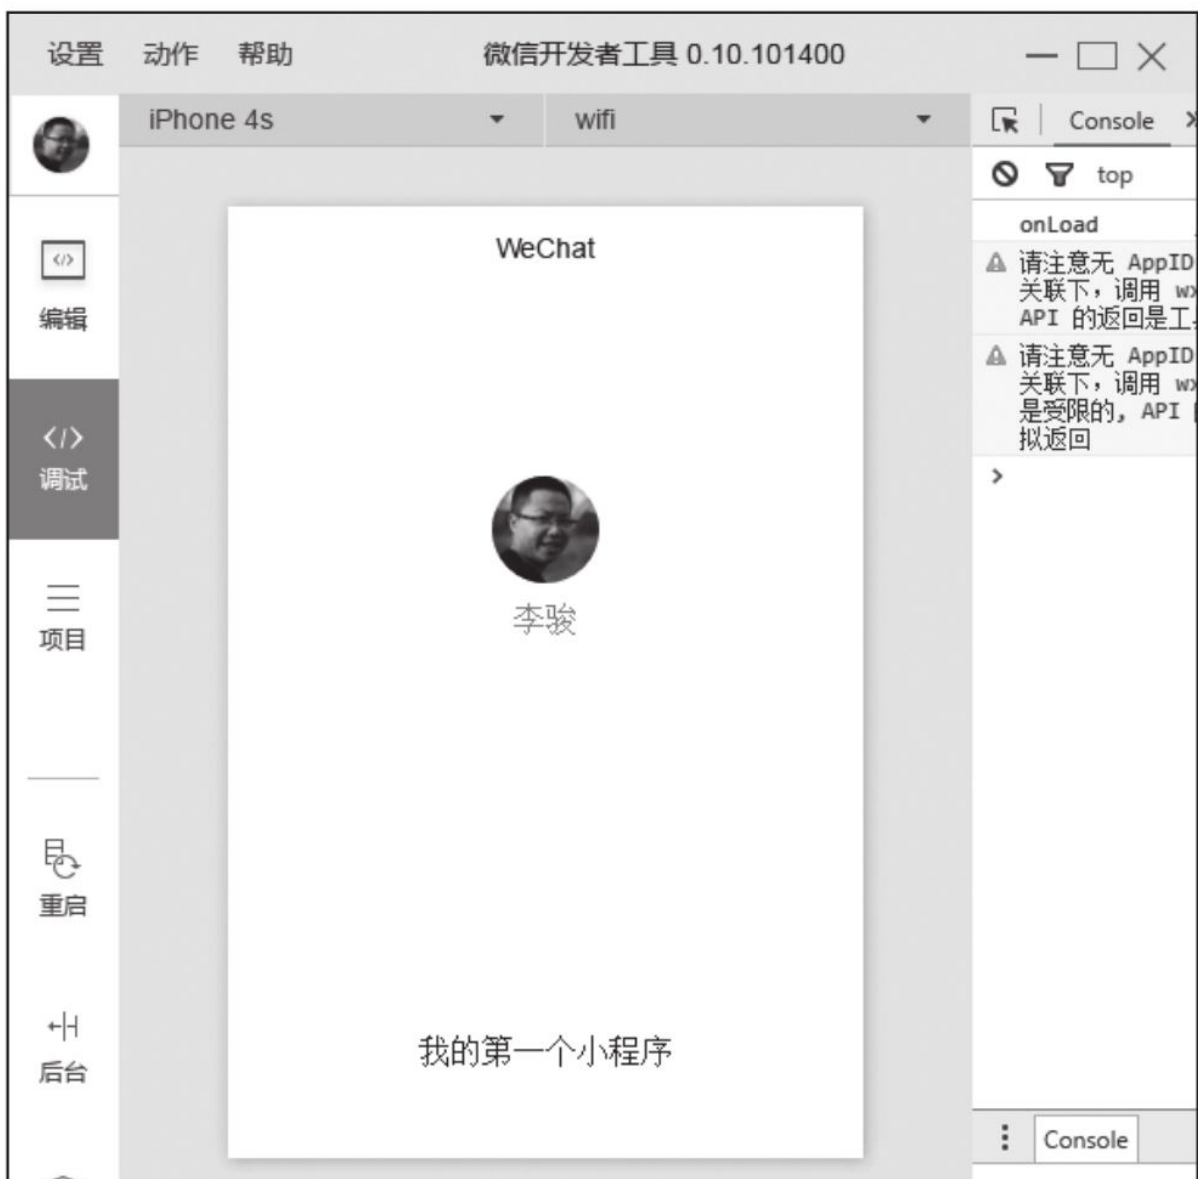 设置 动作 帮助 微信开发者工具 0.10.101400
iPhone 4s wifi Console
top
WeChat
编辑
调试
项目
重启
后台
李骏
我的第一个小程序
onLoad
请注意无 AppID
关联下，调用 wx
API 的返回是工
请注意无 AppID
关联下，调用 wx
是受限的, API
拟返回
Console